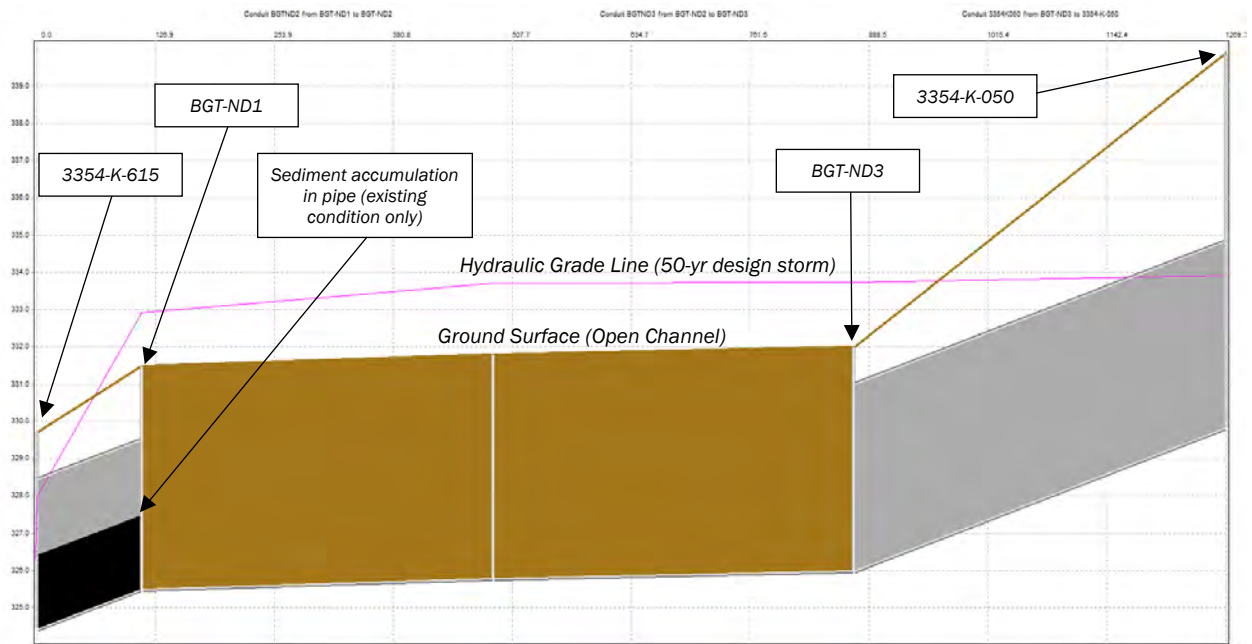 Conduit BGTND2 from BGT-ND1 to BGT-ND2
Conduit BGTND3 from BGT-ND2 to BGT-ND3
Conduit 3354K050 from BGT-ND3 to 3354-K-050
0.0 126.9 253.9 380.8 507.7 634.7 761.6 888.5 1015.4 1142.4
339.0
338.0
337.0
336.0
335.0
334.0
333.0
332.0
331.0
330.0
329.0
328.0
327.0
326.0
325.0
3354-K-615
BGT-ND1
Sediment accumulation
in pipe (existing
condition only)
Hydraulic Grade Line (50-yr design storm)
Ground Surface (Open Channel)
BGT-ND3
3354-K-050